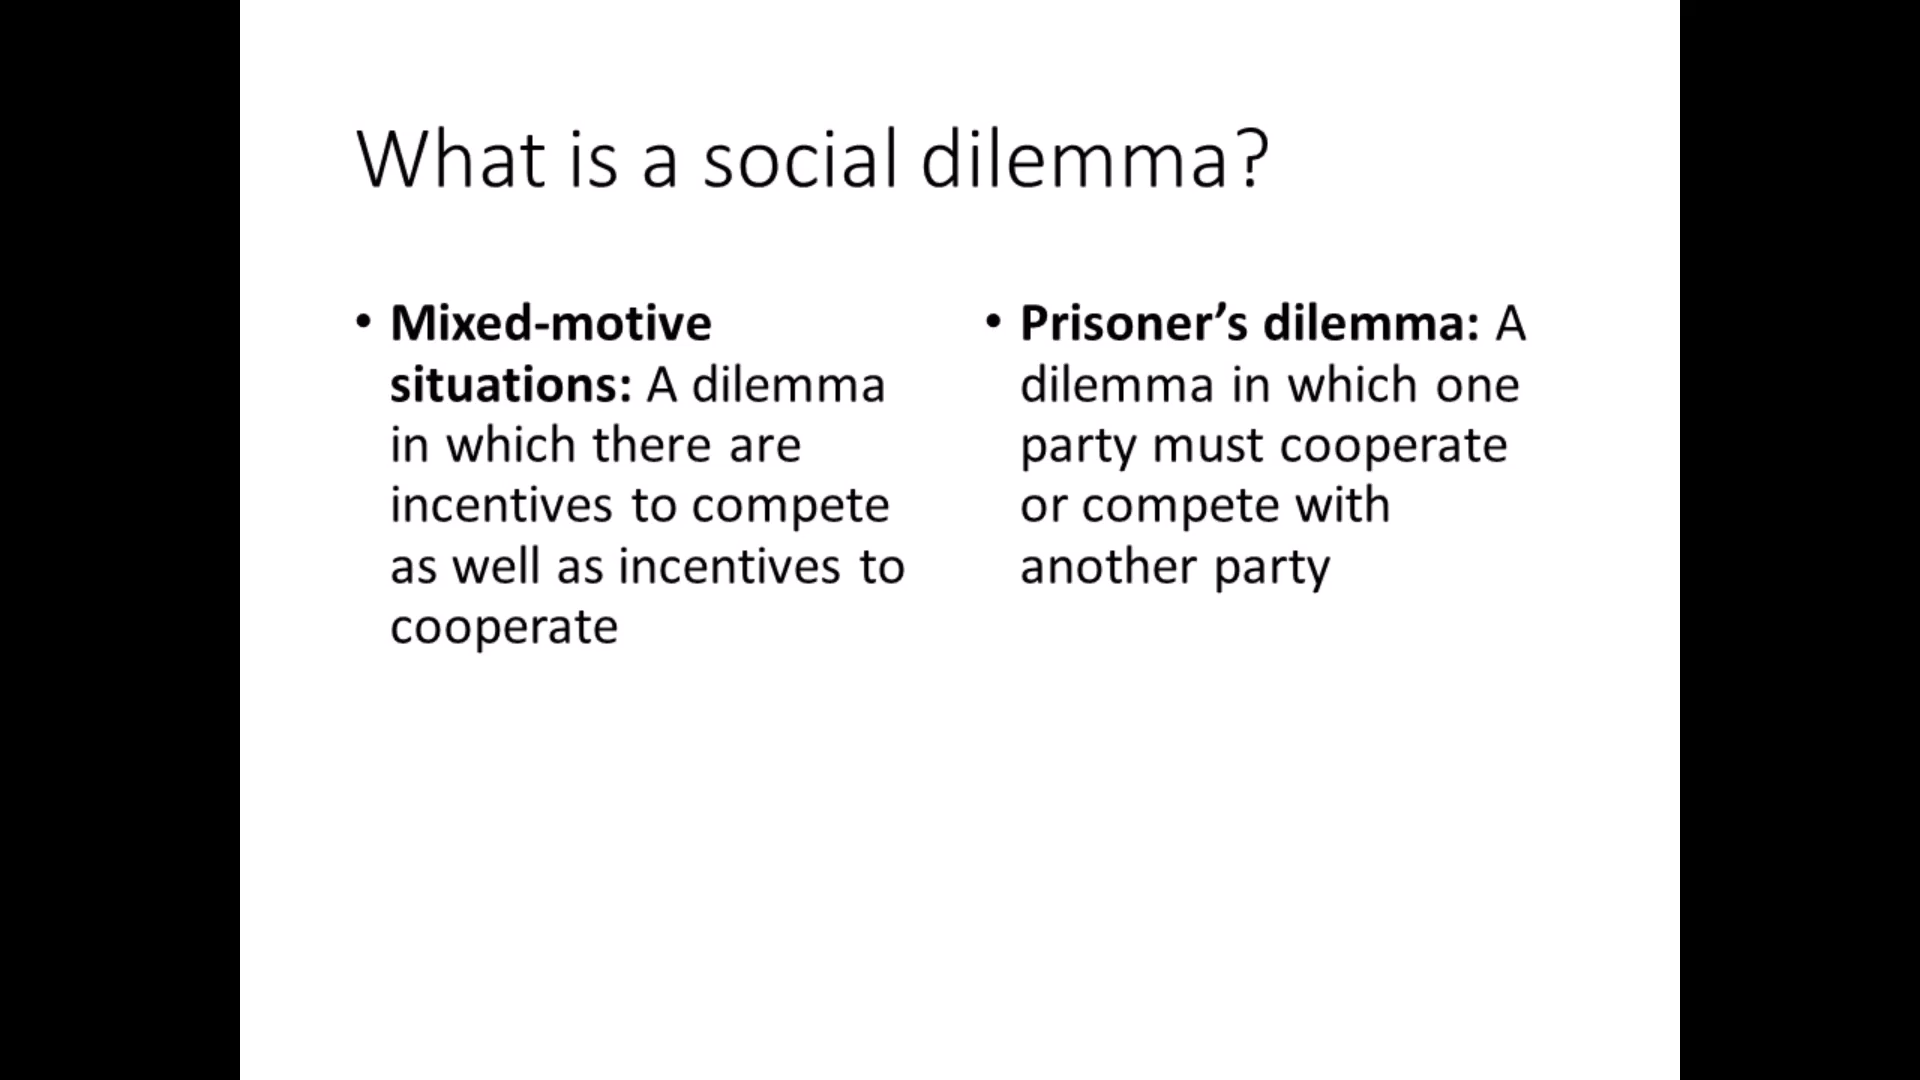 What is a social dilemma?
• Mixed-motive
situations: A dilemma
in which there are
incentives to compete
as well as incentives to
cooperate
• Prisoner’s dilemma: A
dilemma in which one
party must cooperate
or compete with
another party